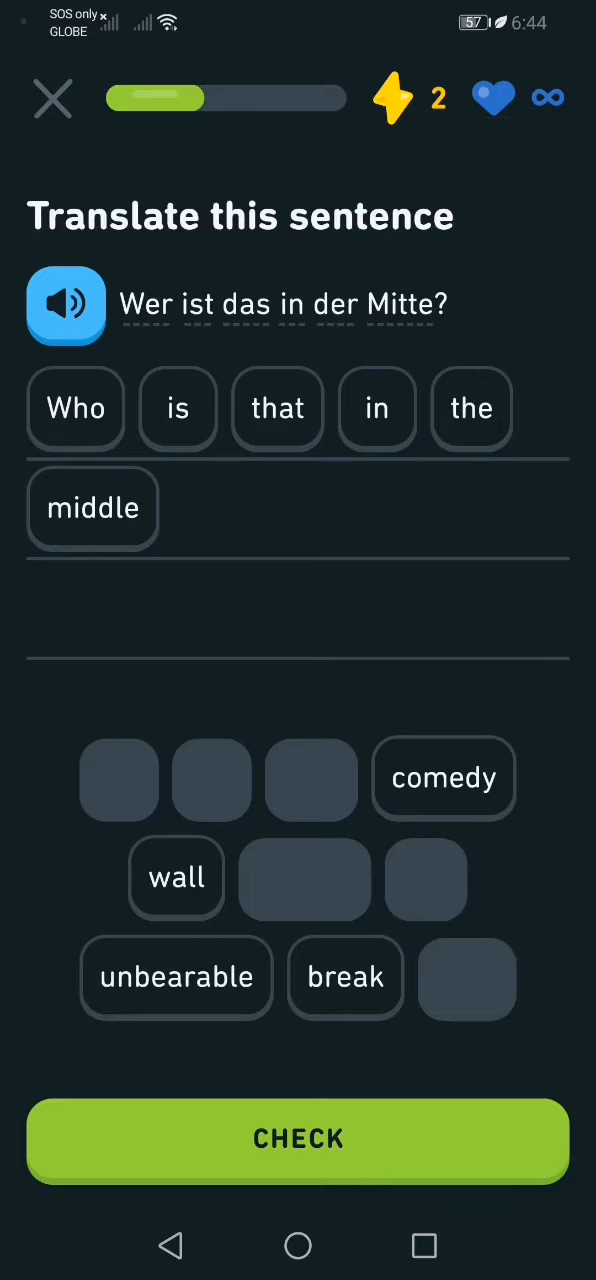 SOS only
GLOBE
57 6:44
2 ∞
Translate this sentence
Wer ist das in der Mitte?
Who is that in the
middle
comedy
wall
unbearable break
CHECK